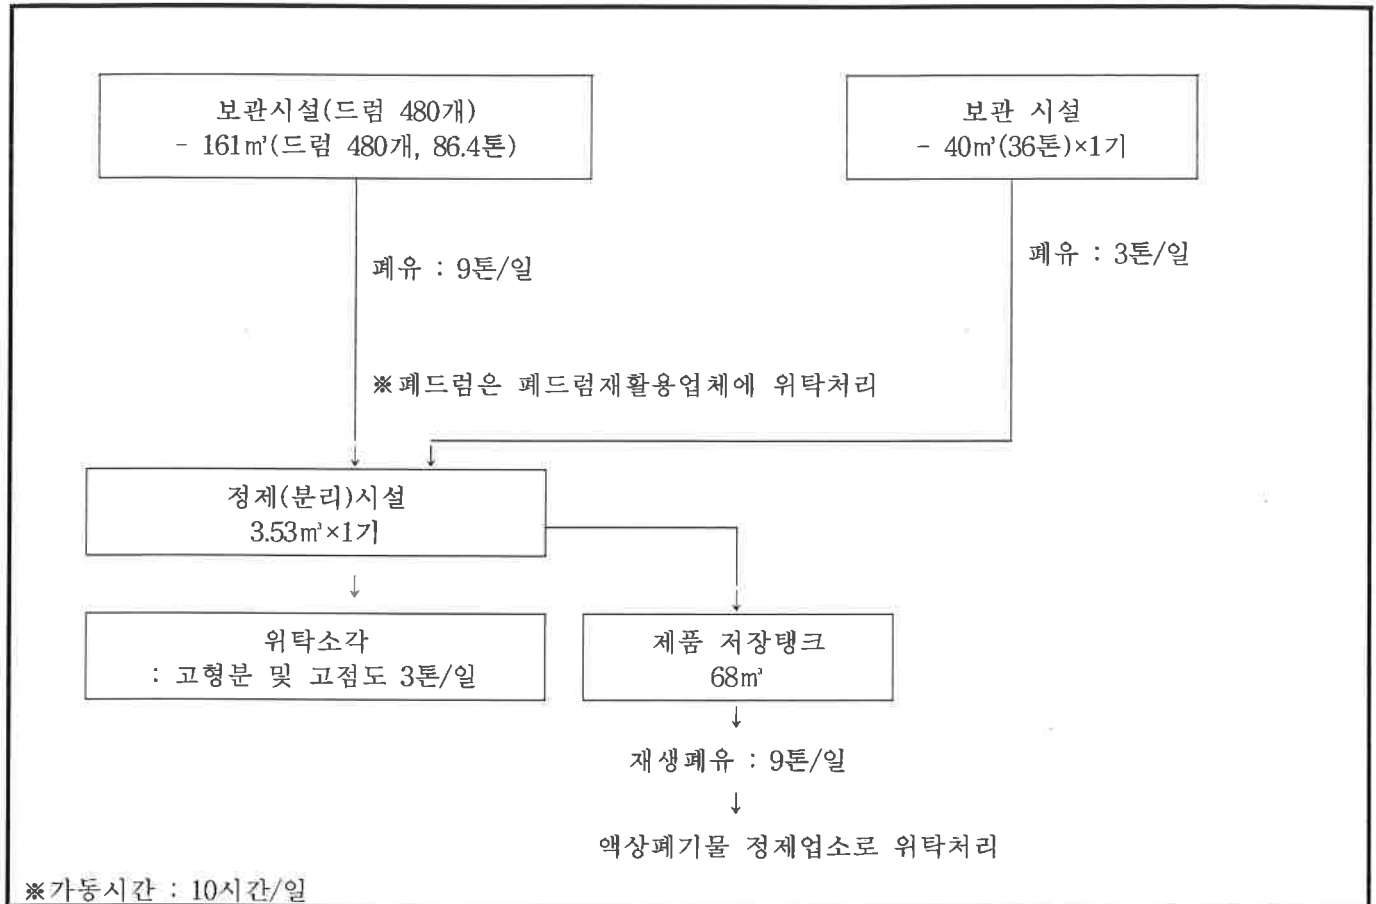 보관시설(드럼 480개)
- 161㎥(드럼 480개, 86.4톤)
보관 시설
- 40㎥(36톤)×1기
폐유 : 9톤/일
폐유 : 3톤/일
※폐드럼은 폐드럼재활용업체에 위탁처리
정제(분리)시설
3.53㎥×1기
위탁소각
: 고형분 및 고점도 3톤/일
제품 저장탱크
68㎥
재생폐유 : 9톤/일
액상폐기물 정제업소로 위탁처리
※가동시간 : 10시간/일